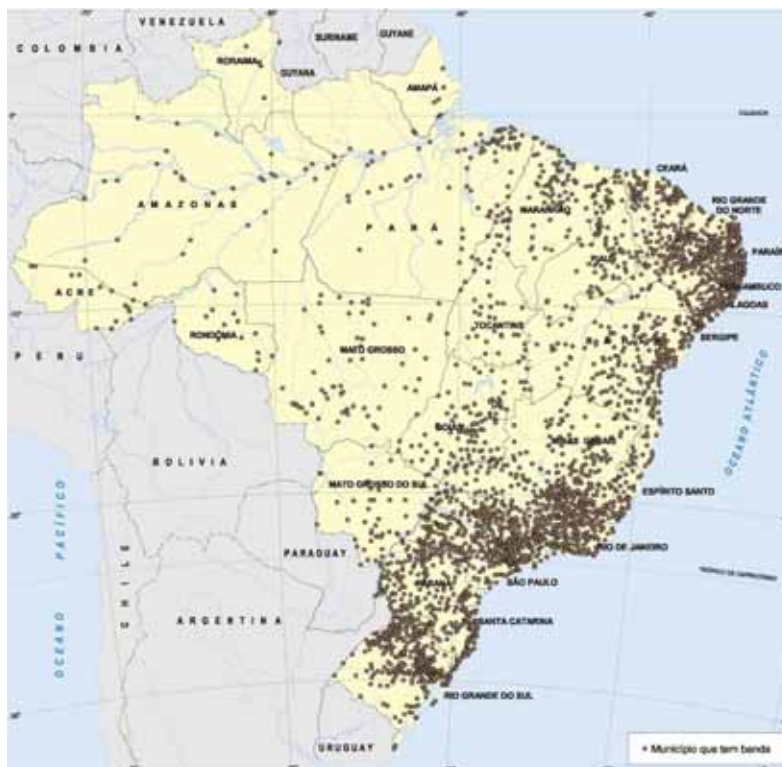 VENEZUELA
SURINAME
GUYANE
COLOMBIA
RORAIMA
GUYANA
AMAPÁ
CEARÁ
RIO GRANDE
DO NORTE
AMAZONAS
PARÁ
MARANHÃO
PIAUÍ
ACRE
ALAGOAS
RONDÔNIA
TOCANTINS
SERGIPE
PERU
MATO GROSSO
OCEANO ATLÂNTICO
GOIÁS
MINAS GERAIS
BOLIVIA
MATO GROSSO DO SUL
ESPÍRITO SANTO
OCEANO PACÍFICO
PARAGUAY
RIO DE JANEIRO
CHILE
PARANÁ
SÃO PAULO
ARGENTINA
SANTA CATARINA
RIO GRANDE DO SUL
URUGUAY
Município que tem banda